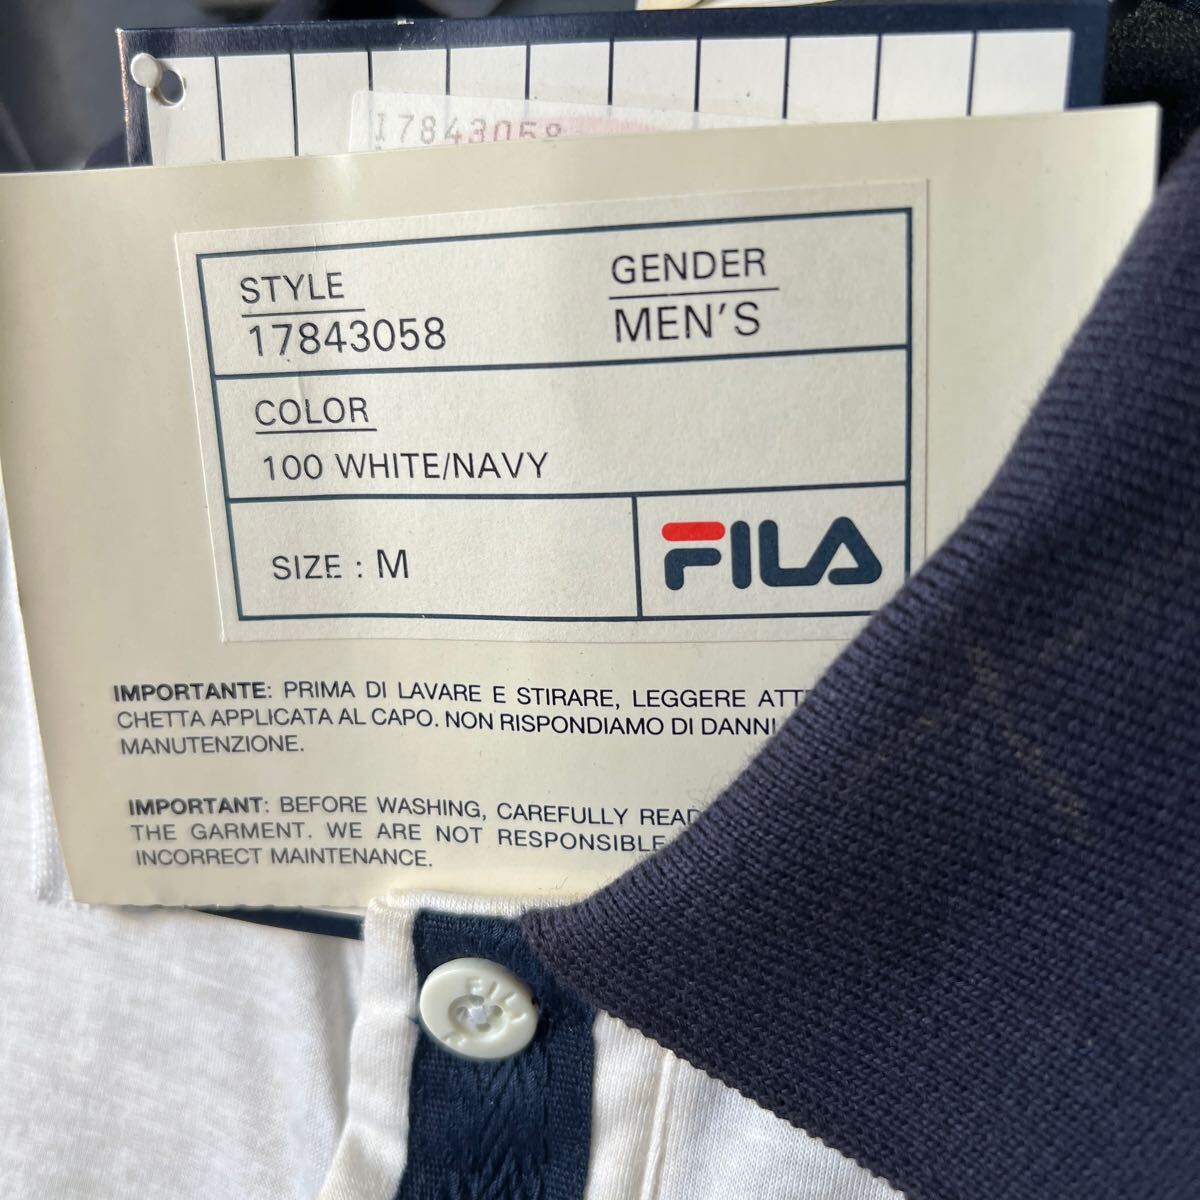 17843058
STYLE
17843058
GENDER
MEN'S
COLOR
100 WHITE/NAVY
SIZE : M
FILA
IMPORTANTE: PRIMA DI LAVARE E STIRARE, LEGGERE
CHETTA APPLICATA AL CAPO. NON RISPONDIAMO DI DANNI
MANUTENZIONE.
IMPORTANT: BEFORE WASHING, CAREFULLY READ
THE GARMENT. WE ARE NOT RESPONSIBLE
INCORRECT MAINTENANCE.